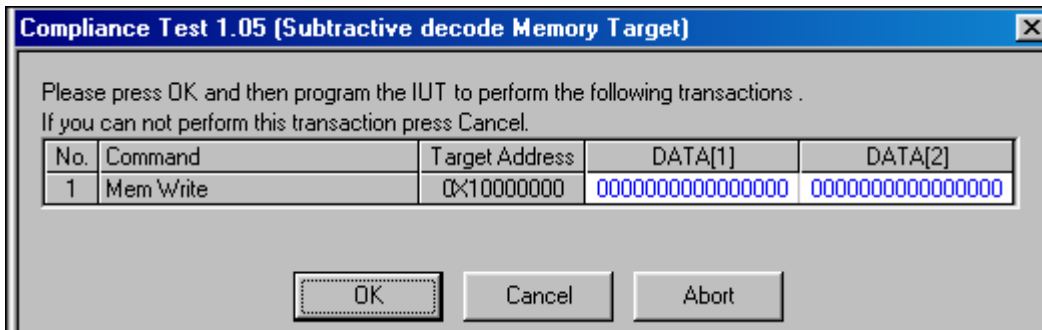 Compliance Test 1.05 (Subtractive decode Memory Target)
Please press OK and then program the IUT to perform the following transactions .
If you can not perform this transaction press Cancel.
No. Command Target Address DATA[1] DATA[2]
1 Mem Write 0X10000000 0000000000000000 0000000000000000
OK Cancel Abort